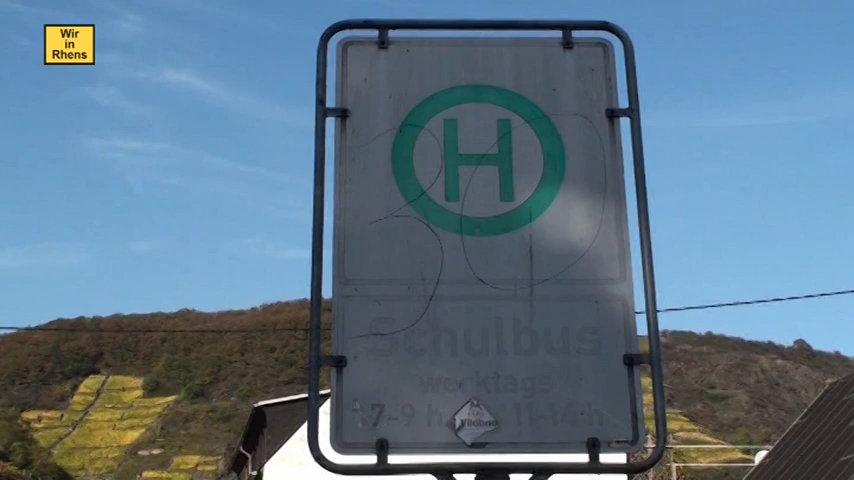 Wir
in
Rhens
H
Schulbus
werktags
7-9 h 11-14 h